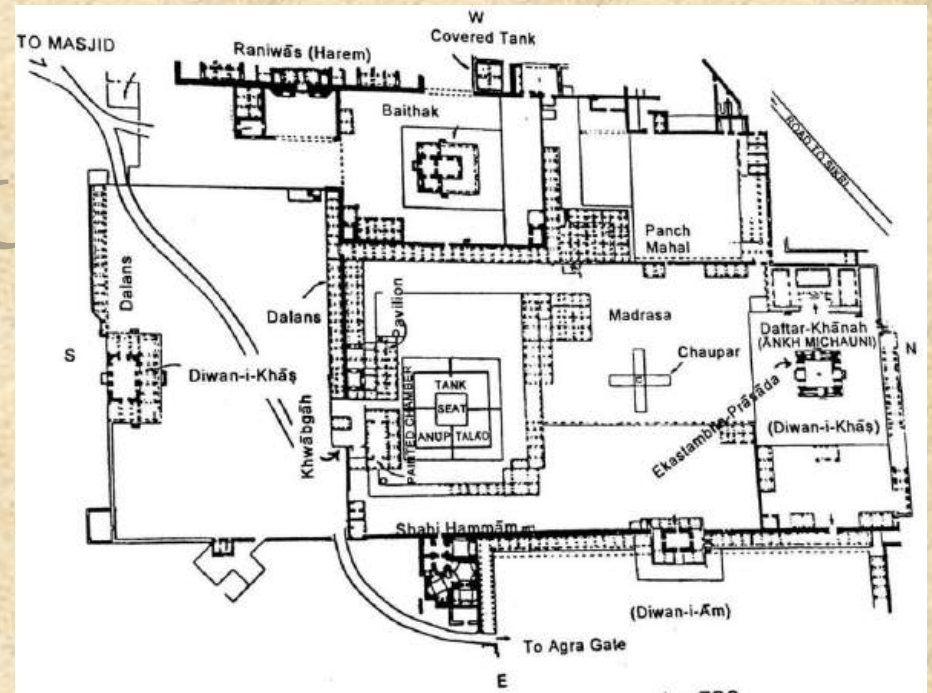 W
Covered Tank
TO MASJID
Raniwās (Harem)
Baithak
ROAD TO SIKRI
Panch
Mahal
Dalans
Dalans
Pavilion
Madrasa
Chaupar
Daftar-Khānah
(ĀNKH MICHAUNI)
N
S
Diwan-i-Khāṣ
TANK
SEAT
ANŪP TALĀO
PAINTED CHAMBER
Khwābgāh
Ekastambha-Prāsāda
(Diwan-i-Khāṣ)
Shahi Hammām
(Diwan-i-Ām)
To Agra Gate
E